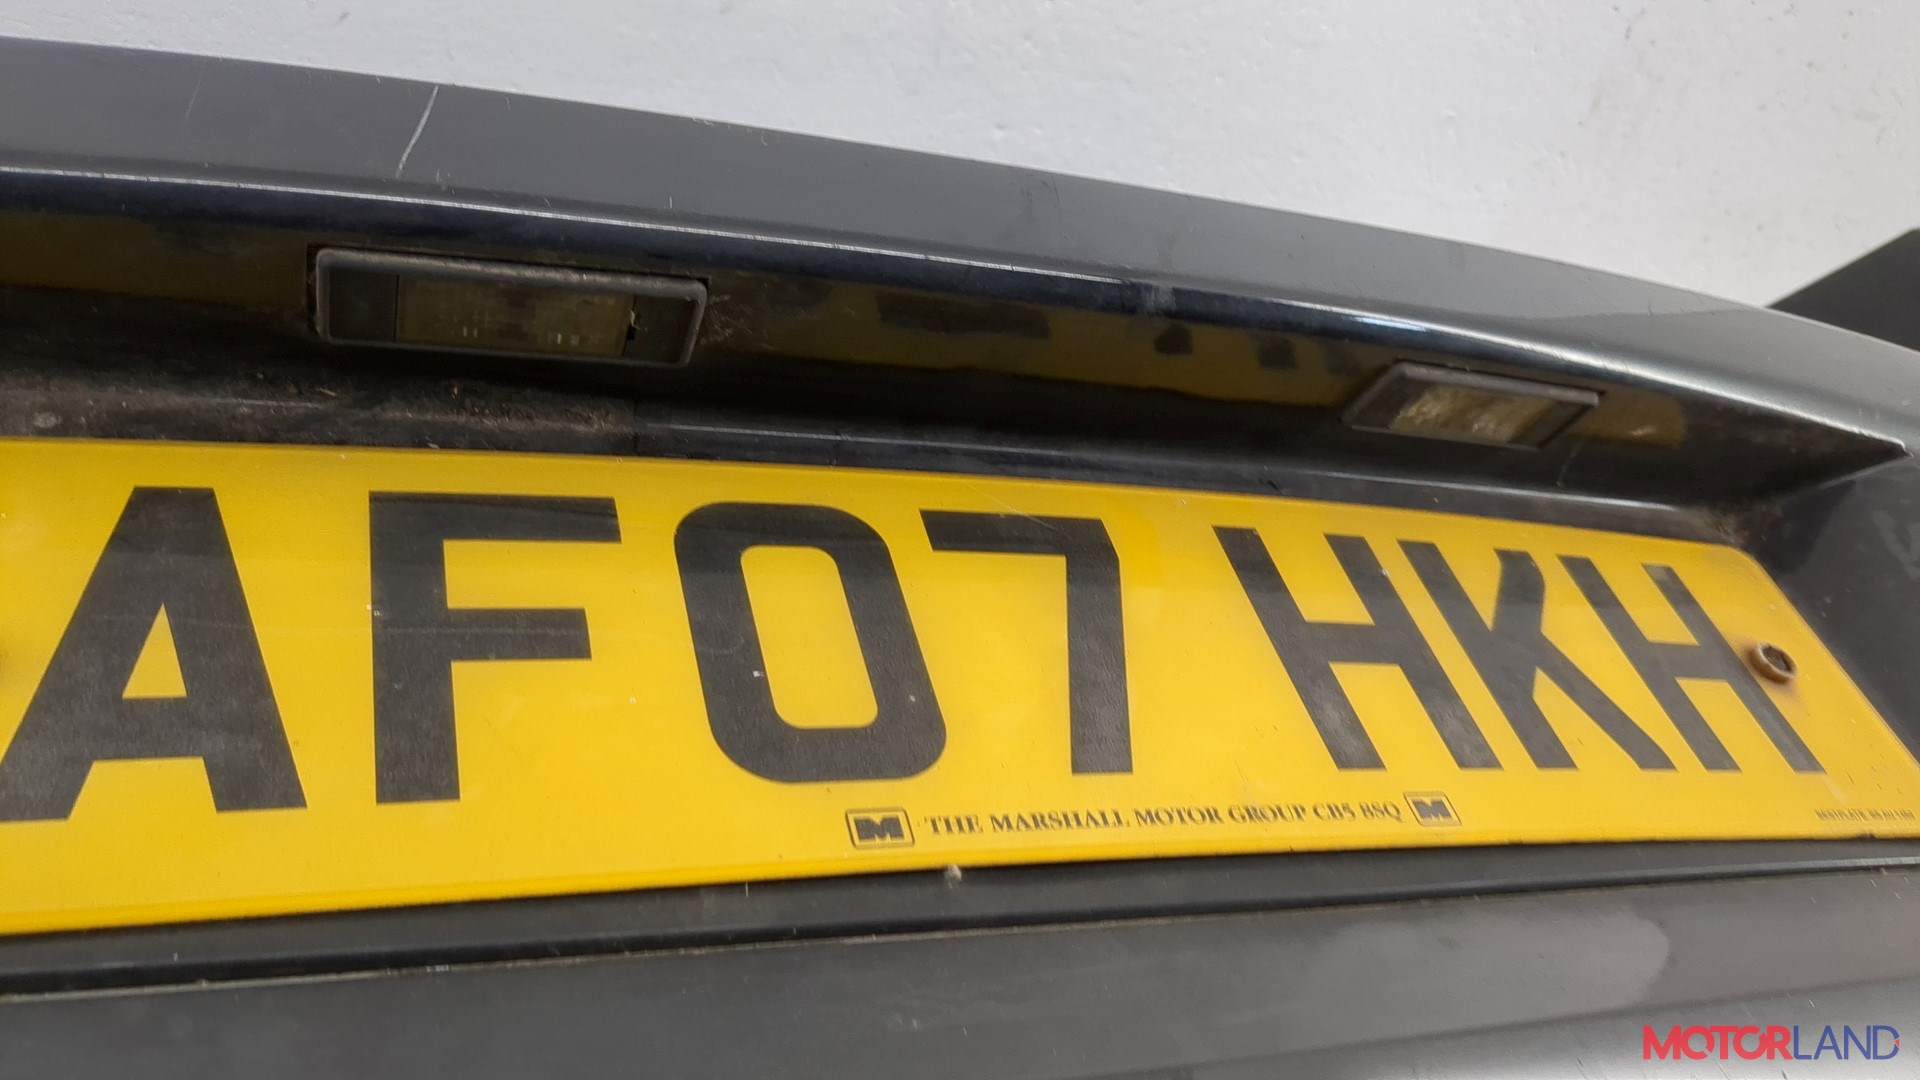 AF07 HKH
M THE MARSHALL MOTOR GROUP CB5 8SQ M
MOTORLAND